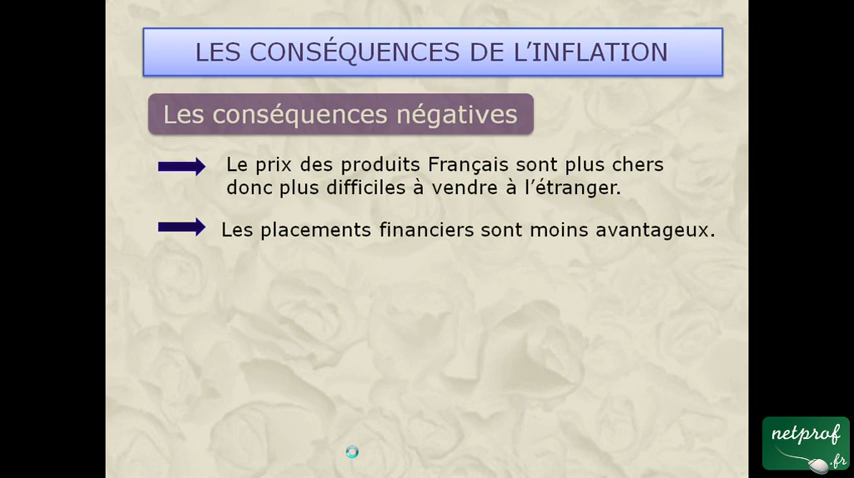 LES CONSÉQUENCES DE L'INFLATION
Les conséquences négatives
Le prix des produits Français sont plus chers
donc plus difficiles à vendre à l'étranger.
Les placements financiers sont moins avantageux.
netprof
.fr